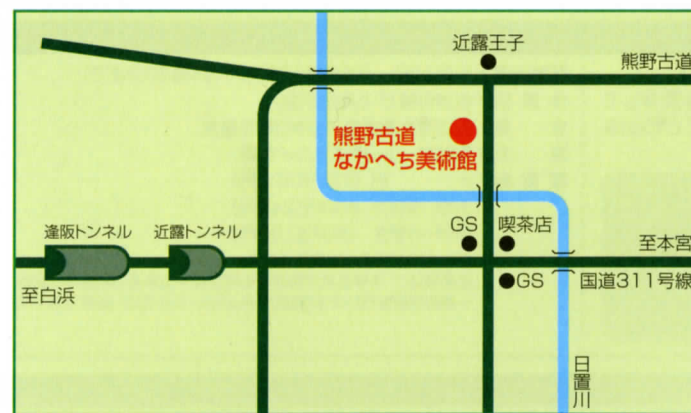 近露王子
熊野古道
熊野古道
なかへち美術館
逢阪トンネル
近露トンネル
GS
喫茶店
至本宮
至白浜
GS
国道311号線
日置川